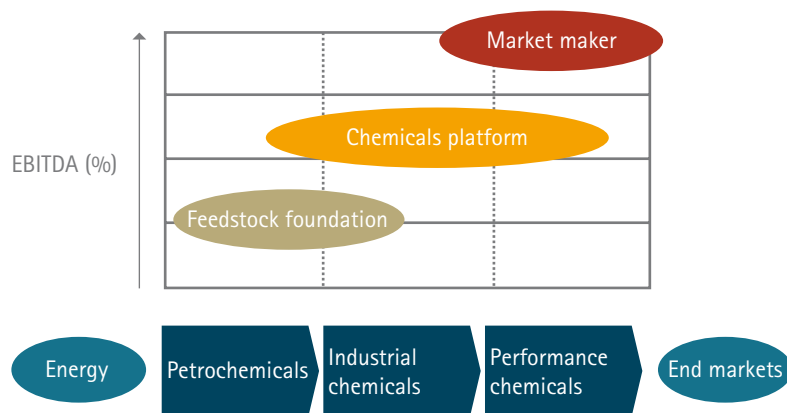 Market maker
Chemicals platform
EBITDA (%)
Feedstock foundation
Energy
Petrochemicals
Industrial
chemicals
Performance
chemicals
End markets